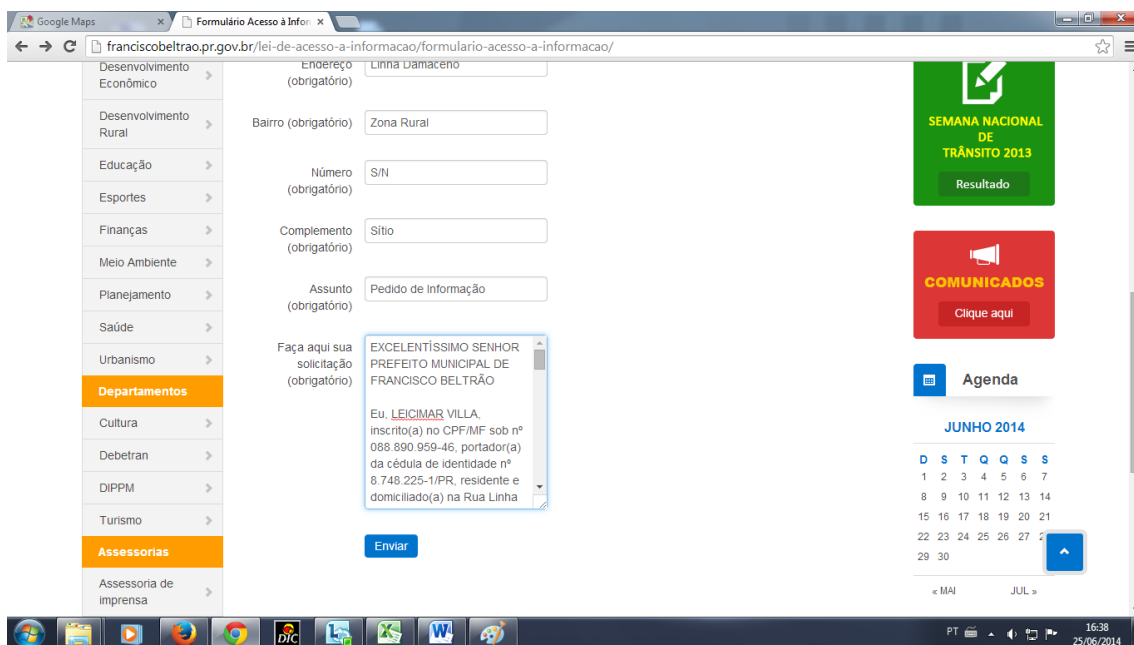 Google Maps
Formulário Acesso à Infor
franciscobeltrao.pr.gov.br/lei-de-acesso-a-informacao/formulario-acesso-a-informacao/
Desenvolvimento
Econômico
Desenvolvimento
Rural
Educação
Esportes
Finanças
Meio Ambiente
Planejamento
Saúde
Urbanismo
Departamentos
Cultura
Debetran
DIPPM
Turismo
Assessorias
Assessoria de
imprensa
Endereço
(obrigatório)
Linha Damaceno
Bairro (obrigatório)
Zona Rural
Número
(obrigatório)
S/N
Complemento
(obrigatório)
Sítio
Assunto
(obrigatório)
Pedido de Informação
Faça aqui sua
solicitação
(obrigatório)
EXCELENTÍSSIMO SENHOR
PREFEITO MUNICIPAL DE
FRANCISCO BELTRÃO
Eu, LEICIMAR VILLA,
inscrito(a) no CPF/MF sob nº
088.890.959-46, portador(a)
da cédula de identidade nº
8.748.225-1/PR, residente e
domiciliado(a) na Rua Linha
Enviar
SEMANA NACIONAL
DE
TRÂNSITO 2013
Resultado
COMUNICADOS
Clique aqui
Agenda
JUNHO 2014
D S T Q Q S S
1 2 3 4 5 6 7
8 9 10 11 12 13 14
15 16 17 18 19 20 21
22 23 24 25 26 27
29 30
« MAI JUL »
DIC
PT
16:38
25/06/2014